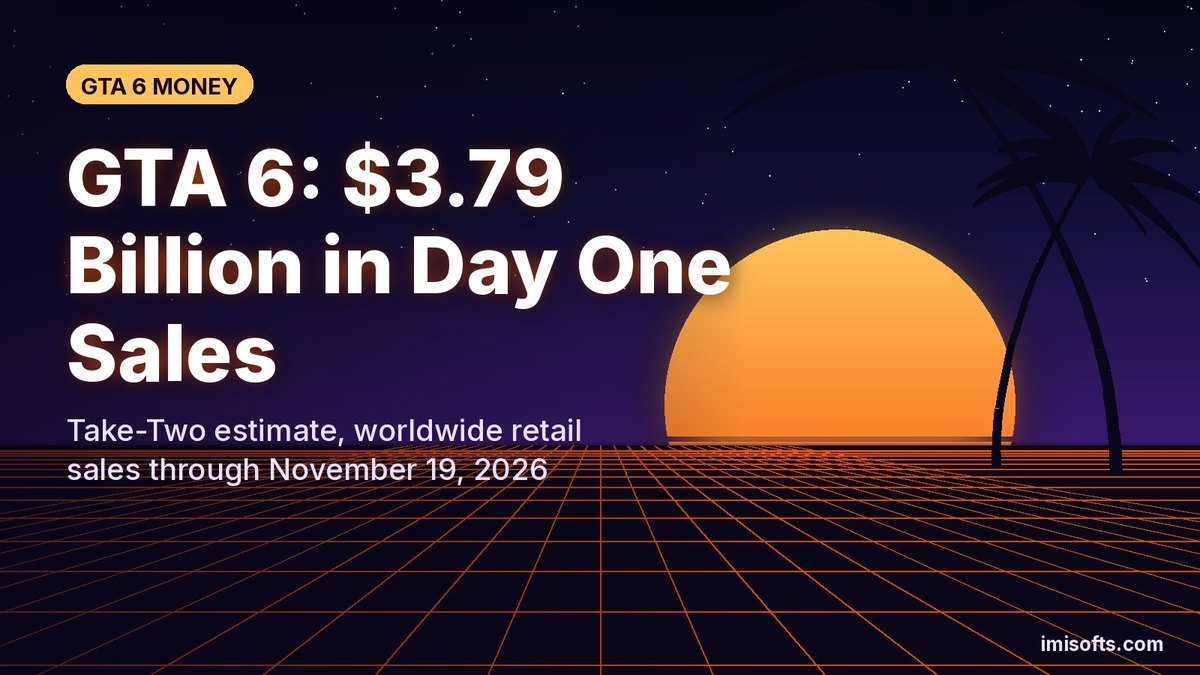 GTA 6 MONEY
GTA 6: $3.79
Billion in Day One
Sales
Take-Two estimate, worldwide retail
sales through November 19, 2026
imisofts.com